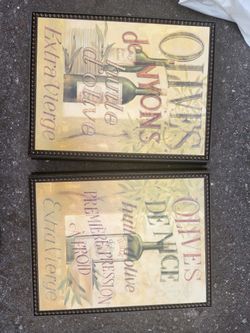 OLIVES
de NYONS
huile
d'olive
Extra Vierge
OLIVES
DE NICE
huile d'olive
PREMIERE PRESSION
A FROID
Extra Vierge